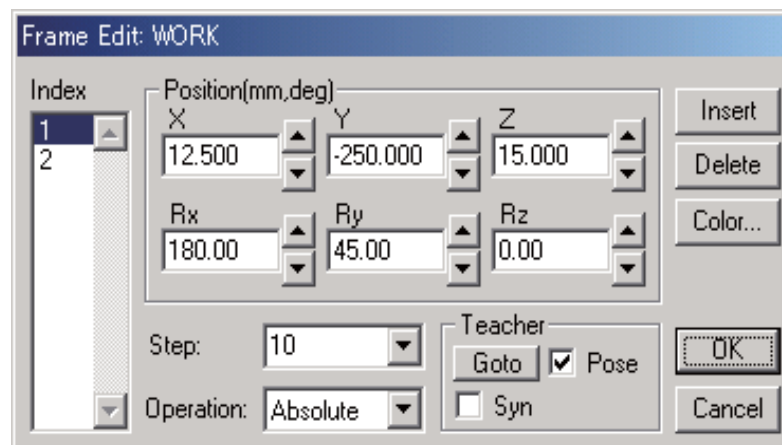 Frame Edit: WORK
Index
1
2
Position(mm,deg)
X Y Z
12.500 -250.000 15.000
Rx Ry Rz
180.00 45.00 0.00
Insert
Delete
Color...
Step: 10
Operation: Absolute
Teacher
Goto Pose
Syn
OK
Cancel